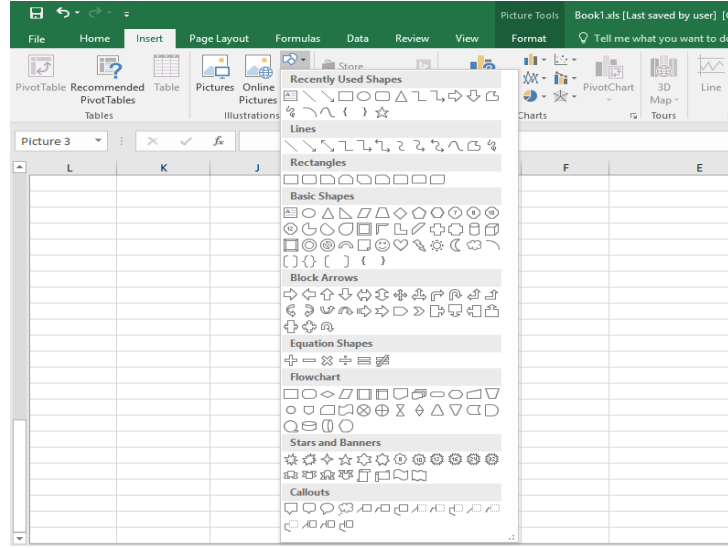 Picture Tools Book1.xls [Last saved by user]
File Home Insert Page Layout Formulas Data Review View Format Tell me what you want to do
PivotTable Recommended PivotTables Table
Tables
Pictures Online Pictures
Illustrations
Store
PivotChart
Charts
3D Map
Tours
Line
Picture 3 fx
L K J F E
Recently Used Shapes
Lines
Rectangles
Basic Shapes
Block Arrows
Equation Shapes
Flowchart
Stars and Banners
Callouts